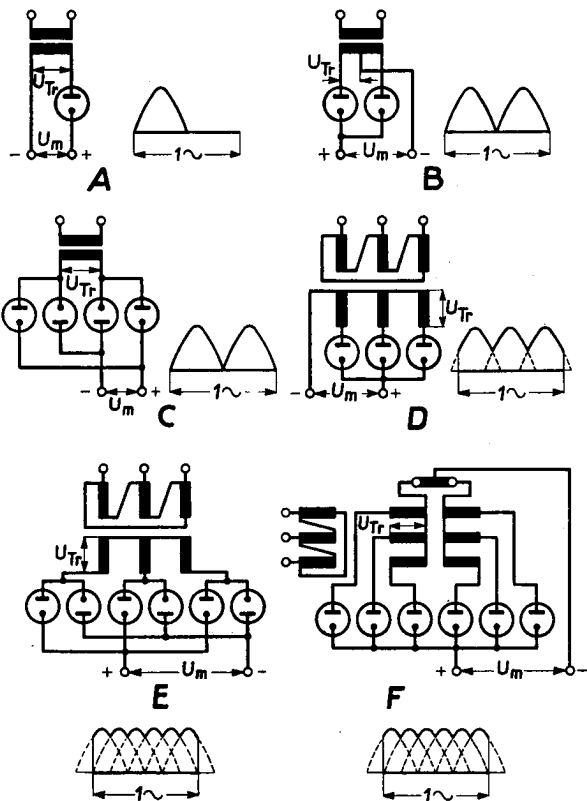 U_Tr
- U_m +
1~
A
U_Tr
+ U_m -
1~
B
U_Tr
- U_m +
1~
C
U_Tr
- U_m +
1~
D
U_Tr
+ U_m -
E
1~
U_Tr
+ U_m -
F
1~